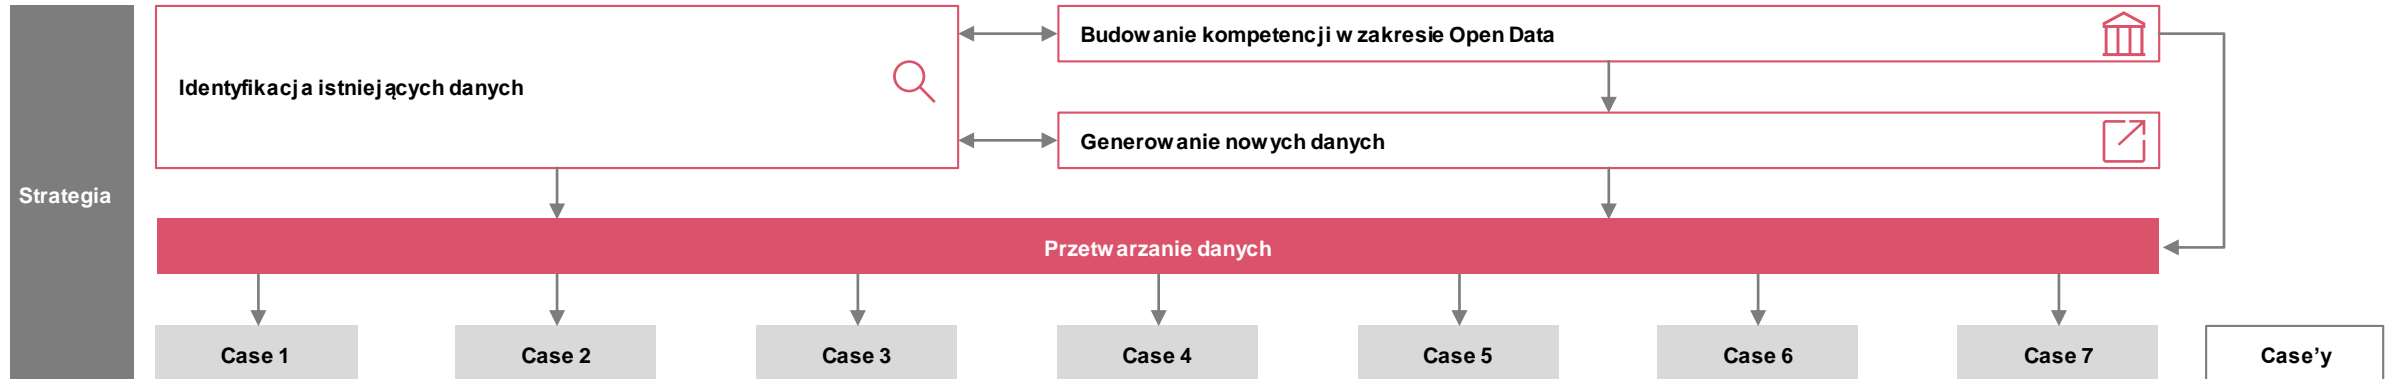 Budowanie kompetencji w zakresie Open Data
Identyfikacja istniejących danych
Generowanie nowych danych
Strategia
Przetwarzanie danych
Case 1
Case 2
Case 3
Case 4
Case 5
Case 6
Case 7
Case’y